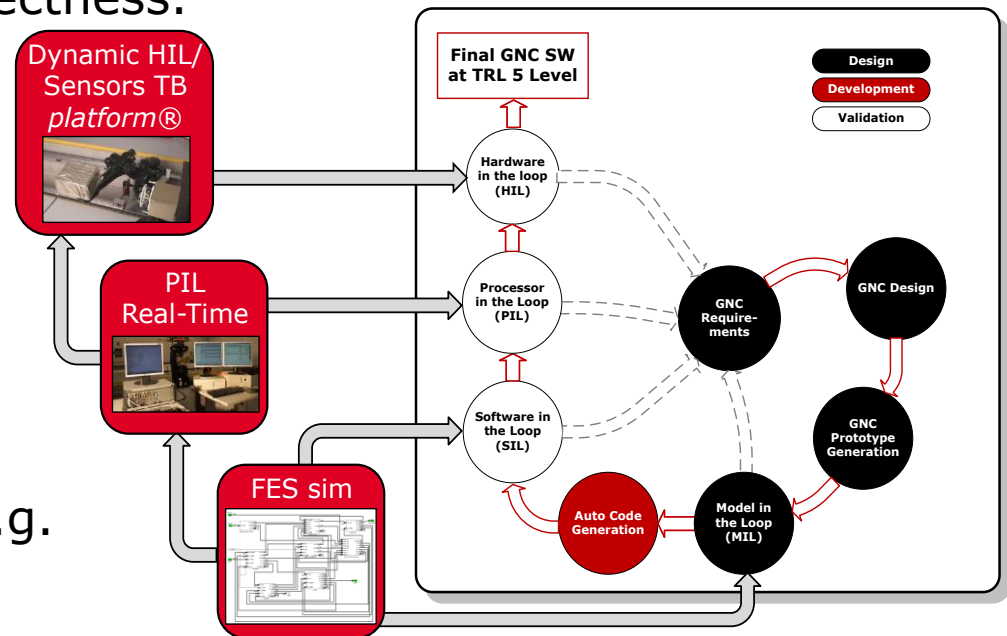 ectness:
Dynamic HIL/
Sensors TB
platform®
PIL
Real-Time
FES sim
.g.
Final GNC SW
at TRL 5 Level
Design
Development
Validation
Hardware
in the loop
(HIL)
Processor
in the Loop
(PIL)
Software in
the Loop
(SIL)
GNC
Require-
ments
GNC Design
GNC
Prototype
Generation
Model in
the Loop
(MIL)
Auto Code
Generation